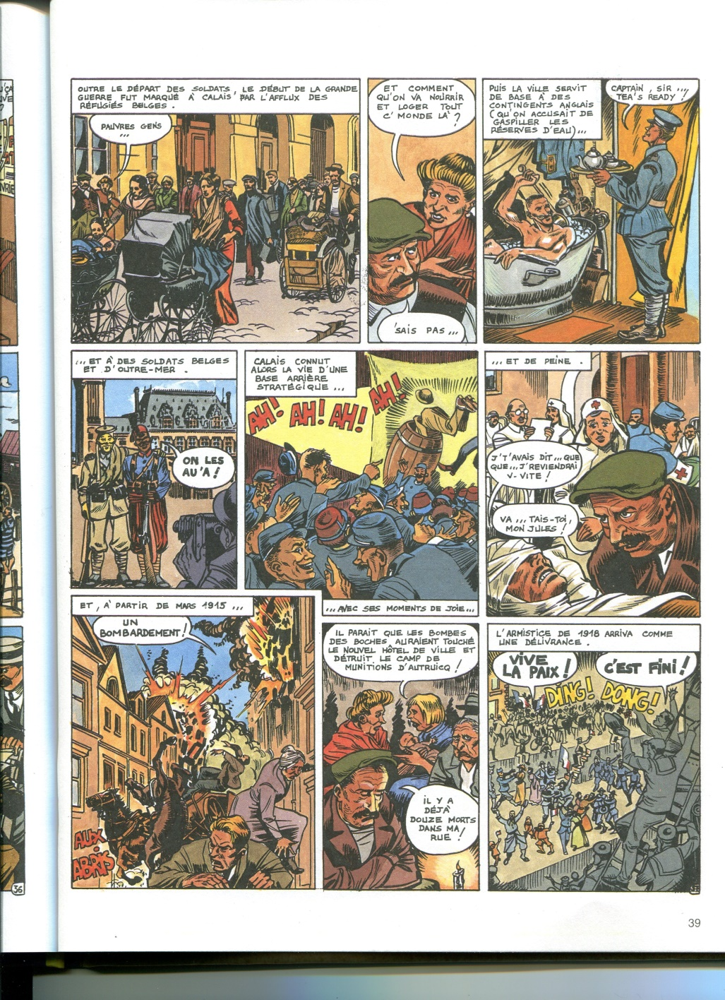 OUTRE LE DÉPART DES SOLDATS, LE DÉBUT DE LA GRANDE
GUERRE FUT MARQUÉ À CALAIS, PAR L'AFFLUX DES
RÉFUGIÉS BELGES.
PAUVRES GENS
...
ET COMMENT
QU'ON VA NOURRIR
ET LOGER TOUT
C' MONDE LÀ ?
'SAIS PAS...
PUIS LA VILLE SERVIT
DE BASE À DES
CONTINGENTS ANGLAIS
(QU'ON ACCUSAIT DE
GASPILLER LES
RÉSERVES D'EAU)...
CAPTAIN, SIR...
TEA'S READY !
...ET À DES SOLDATS BELGES
ET D'OUTRE-MER.
ON LES
AU'A !
CALAIS CONNUT
ALORS LA VIE D'UNE
BASE ARRIÈRE
STRATÉGIQUE...
AH! AH! AH! AH!
...AVEC SES MOMENTS DE JOIE...
...ET DE PEINE.
J'T'AVAIS DIT...QUE
QUE...J'REVIENDRAI
V-VITE !
VA... TAIS-TOI,
MON JULES !
ET, À PARTIR DE MARS 1915...
UN
BOMBARDEMENT !
AUX
ABRIS
IL PARAIT QUE LES BOMBES
DES BOCHES AURAIENT TOUCHÉ
LE NOUVEL HÔTEL DE VILLE ET
DÉTRUIT LE CAMP DE
MUNITIONS D'AUTRUICQ !
IL Y A
DÉJÀ
DOUZE MORTS
DANS MA
RUE !
L'ARMISTICE DE 1918 ARRIVA COMME
UNE DÉLIVRANCE.
VIVE
LA PAIX !
C'EST FINI !
DING! DONG!
36
39